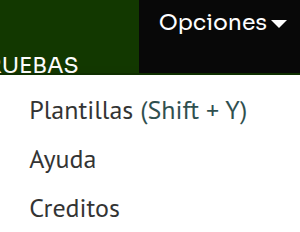 Opciones
UEBAS
Plantillas (Shift + Y)
Ayuda
Creditos